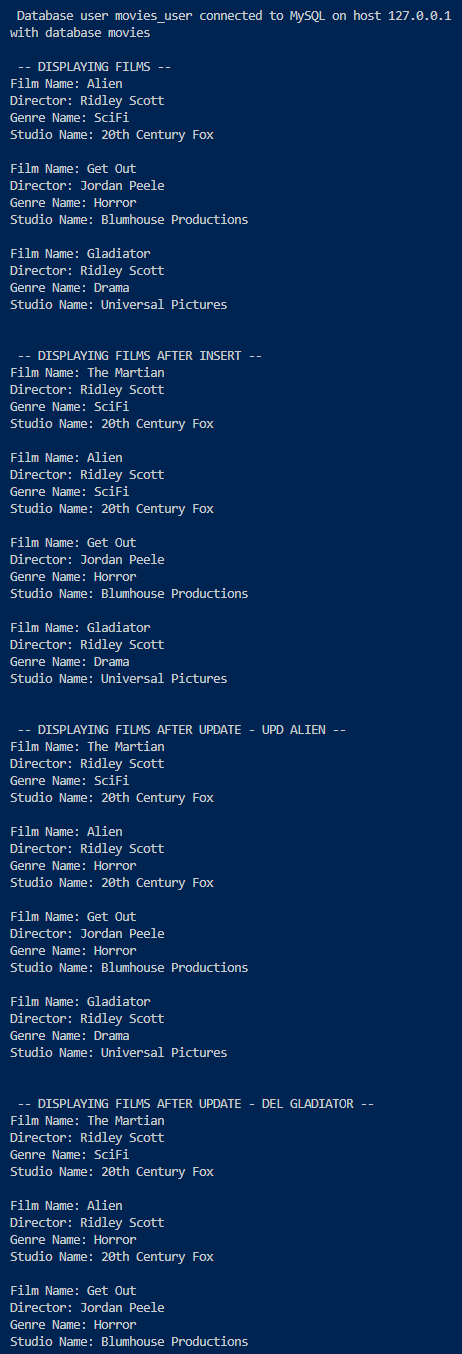 Database user movies_user connected to MySQL on host 127.0.0.1
with database movies
-- DISPLAYING FILMS --
Film Name: Alien
Director: Ridley Scott
Genre Name: SciFi
Studio Name: 20th Century Fox
Film Name: Get Out
Director: Jordan Peele
Genre Name: Horror
Studio Name: Blumhouse Productions
Film Name: Gladiator
Director: Ridley Scott
Genre Name: Drama
Studio Name: Universal Pictures
-- DISPLAYING FILMS AFTER INSERT --
Film Name: The Martian
Director: Ridley Scott
Genre Name: SciFi
Studio Name: 20th Century Fox
Film Name: Alien
Director: Ridley Scott
Genre Name: SciFi
Studio Name: 20th Century Fox
Film Name: Get Out
Director: Jordan Peele
Genre Name: Horror
Studio Name: Blumhouse Productions
Film Name: Gladiator
Director: Ridley Scott
Genre Name: Drama
Studio Name: Universal Pictures
-- DISPLAYING FILMS AFTER UPDATE - UPD ALIEN --
Film Name: The Martian
Director: Ridley Scott
Genre Name: SciFi
Studio Name: 20th Century Fox
Film Name: Alien
Director: Ridley Scott
Genre Name: Horror
Studio Name: 20th Century Fox
Film Name: Get Out
Director: Jordan Peele
Genre Name: Horror
Studio Name: Blumhouse Productions
Film Name: Gladiator
Director: Ridley Scott
Genre Name: Drama
Studio Name: Universal Pictures
-- DISPLAYING FILMS AFTER UPDATE - DEL GLADIATOR --
Film Name: The Martian
Director: Ridley Scott
Genre Name: SciFi
Studio Name: 20th Century Fox
Film Name: Alien
Director: Ridley Scott
Genre Name: Horror
Studio Name: 20th Century Fox
Film Name: Get Out
Director: Jordan Peele
Genre Name: Horror
Studio Name: Blumhouse Productions